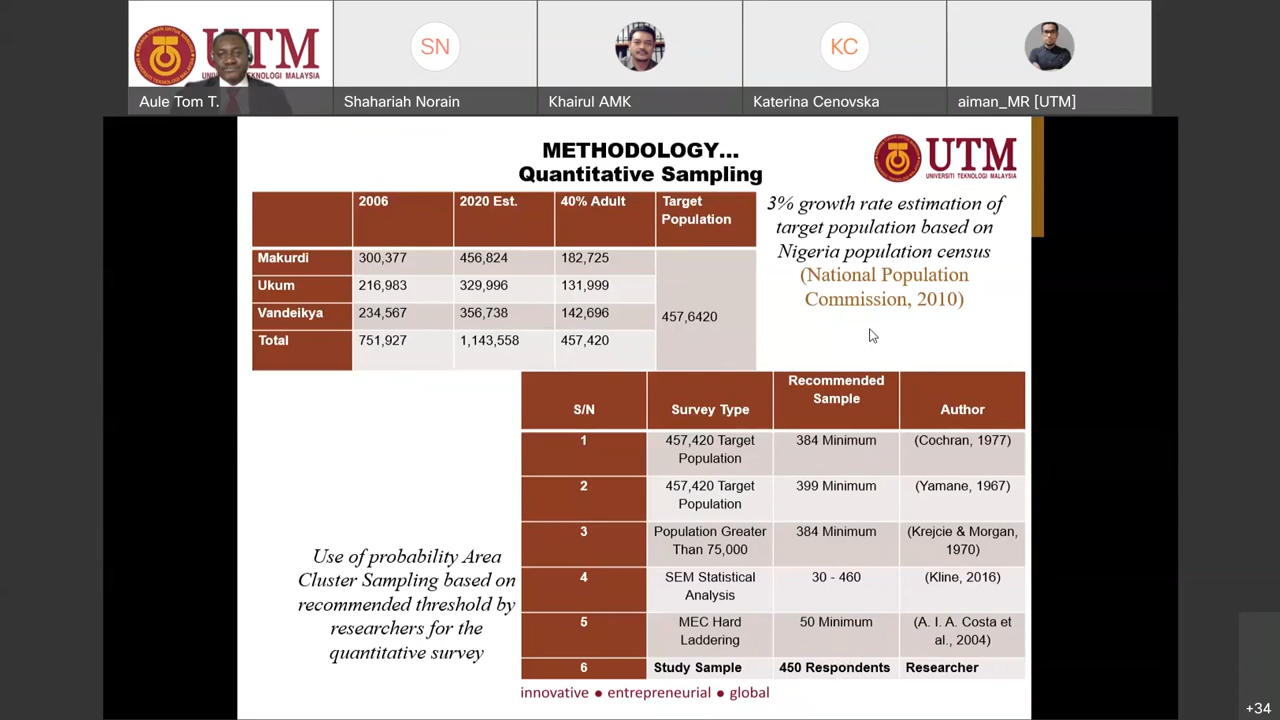 UTM
UNIVERSITI TEKNOLOGI MALAYSIA
SN
KC
Aule Tom T.
Shahariah Norain
Khairul AMK
Katerina Cenovska
aiman_MR [UTM]
METHODOLOGY...
Quantitative Sampling
UTM
UNIVERSITI TEKNOLOGI MALAYSIA
2006 2020 Est. 40% Adult Target Population
Makurdi 300,377 456,824 182,725
Ukum 216,983 329,996 131,999
Vandeikya 234,567 356,738 142,696
457,6420
Total 751,927 1,143,558 457,420
3% growth rate estimation of
target population based on
Nigeria population census
(National Population
Commission, 2010)
S/N Survey Type Recommended Sample Author
1 457,420 Target Population 384 Minimum (Cochran, 1977)
2 457,420 Target Population 399 Minimum (Yamane, 1967)
3 Population Greater Than 75,000 384 Minimum (Krejcie & Morgan, 1970)
4 SEM Statistical Analysis 30 - 460 (Kline, 2016)
5 MEC Hard Laddering 50 Minimum (A. I. A. Costa et al., 2004)
6 Study Sample 450 Respondents Researcher
Use of probability Area
Cluster Sampling based on
recommended threshold by
researchers for the
quantitative survey
innovative ● entrepreneurial ● global
+34